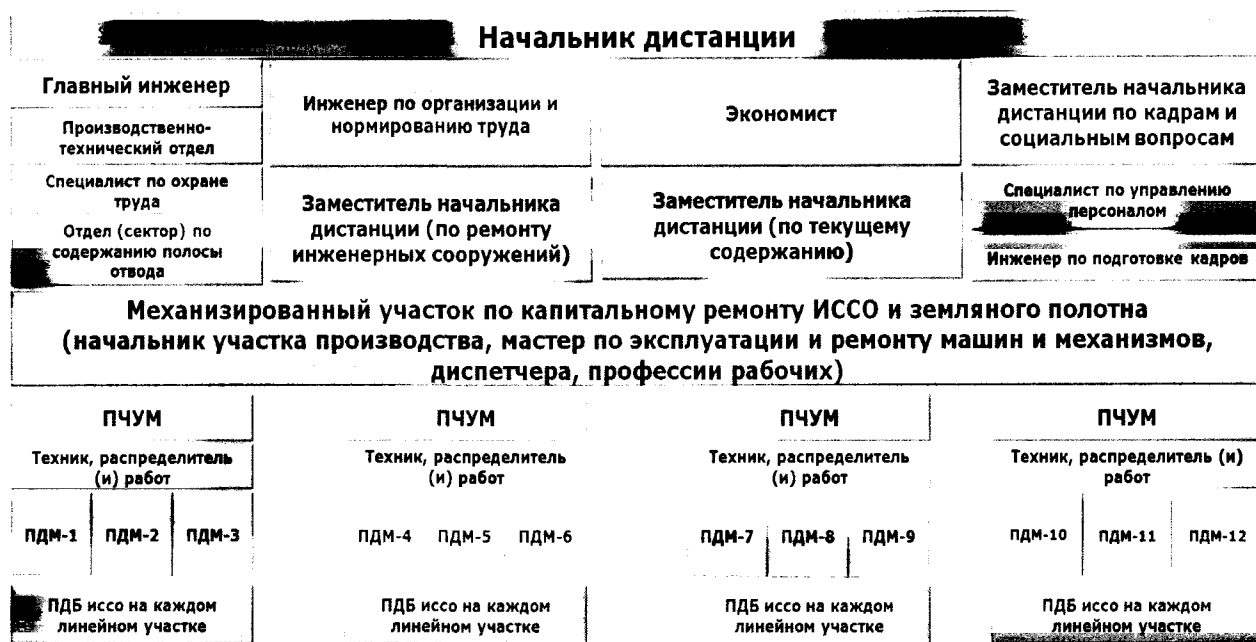 Начальник дистанции
Главный инженер
Производственно-
технический отдел
Специалист по охране
труда
Отдел (сектор) по
содержанию полосы
отвода
Инженер по организации и
нормированию труда
Заместитель начальника
дистанции (по ремонту
инженерных сооружений)
Экономист
Заместитель начальника
дистанции (по текущему
содержанию)
Заместитель начальника
дистанции по кадрам и
социальным вопросам
Специалист по управлению
персоналом
Инженер по подготовке кадров
Механизированный участок по капитальному ремонту ИССО и земляного полотна
(начальник участка производства, мастер по эксплуатации и ремонту машин и механизмов,
диспетчера, профессии рабочих)
ПЧУМ
Техник, распределитель
(и) работ
ПДМ-1 ПДМ-2 ПДМ-3
ПДБ иссо на каждом
линейном участке
ПЧУМ
Техник, распределитель
(и) работ
ПДМ-4 ПДМ-5 ПДМ-6
ПДБ иссо на каждом
линейном участке
ПЧУМ
Техник, распределитель
(и) работ
ПДМ-7 ПДМ-8 ПДМ-9
ПДБ иссо на каждом
линейном участке
ПЧУМ
Техник, распределитель (и)
работ
ПДМ-10 ПДМ-11 ПДМ-12
ПДБ иссо на каждом
линейном участке